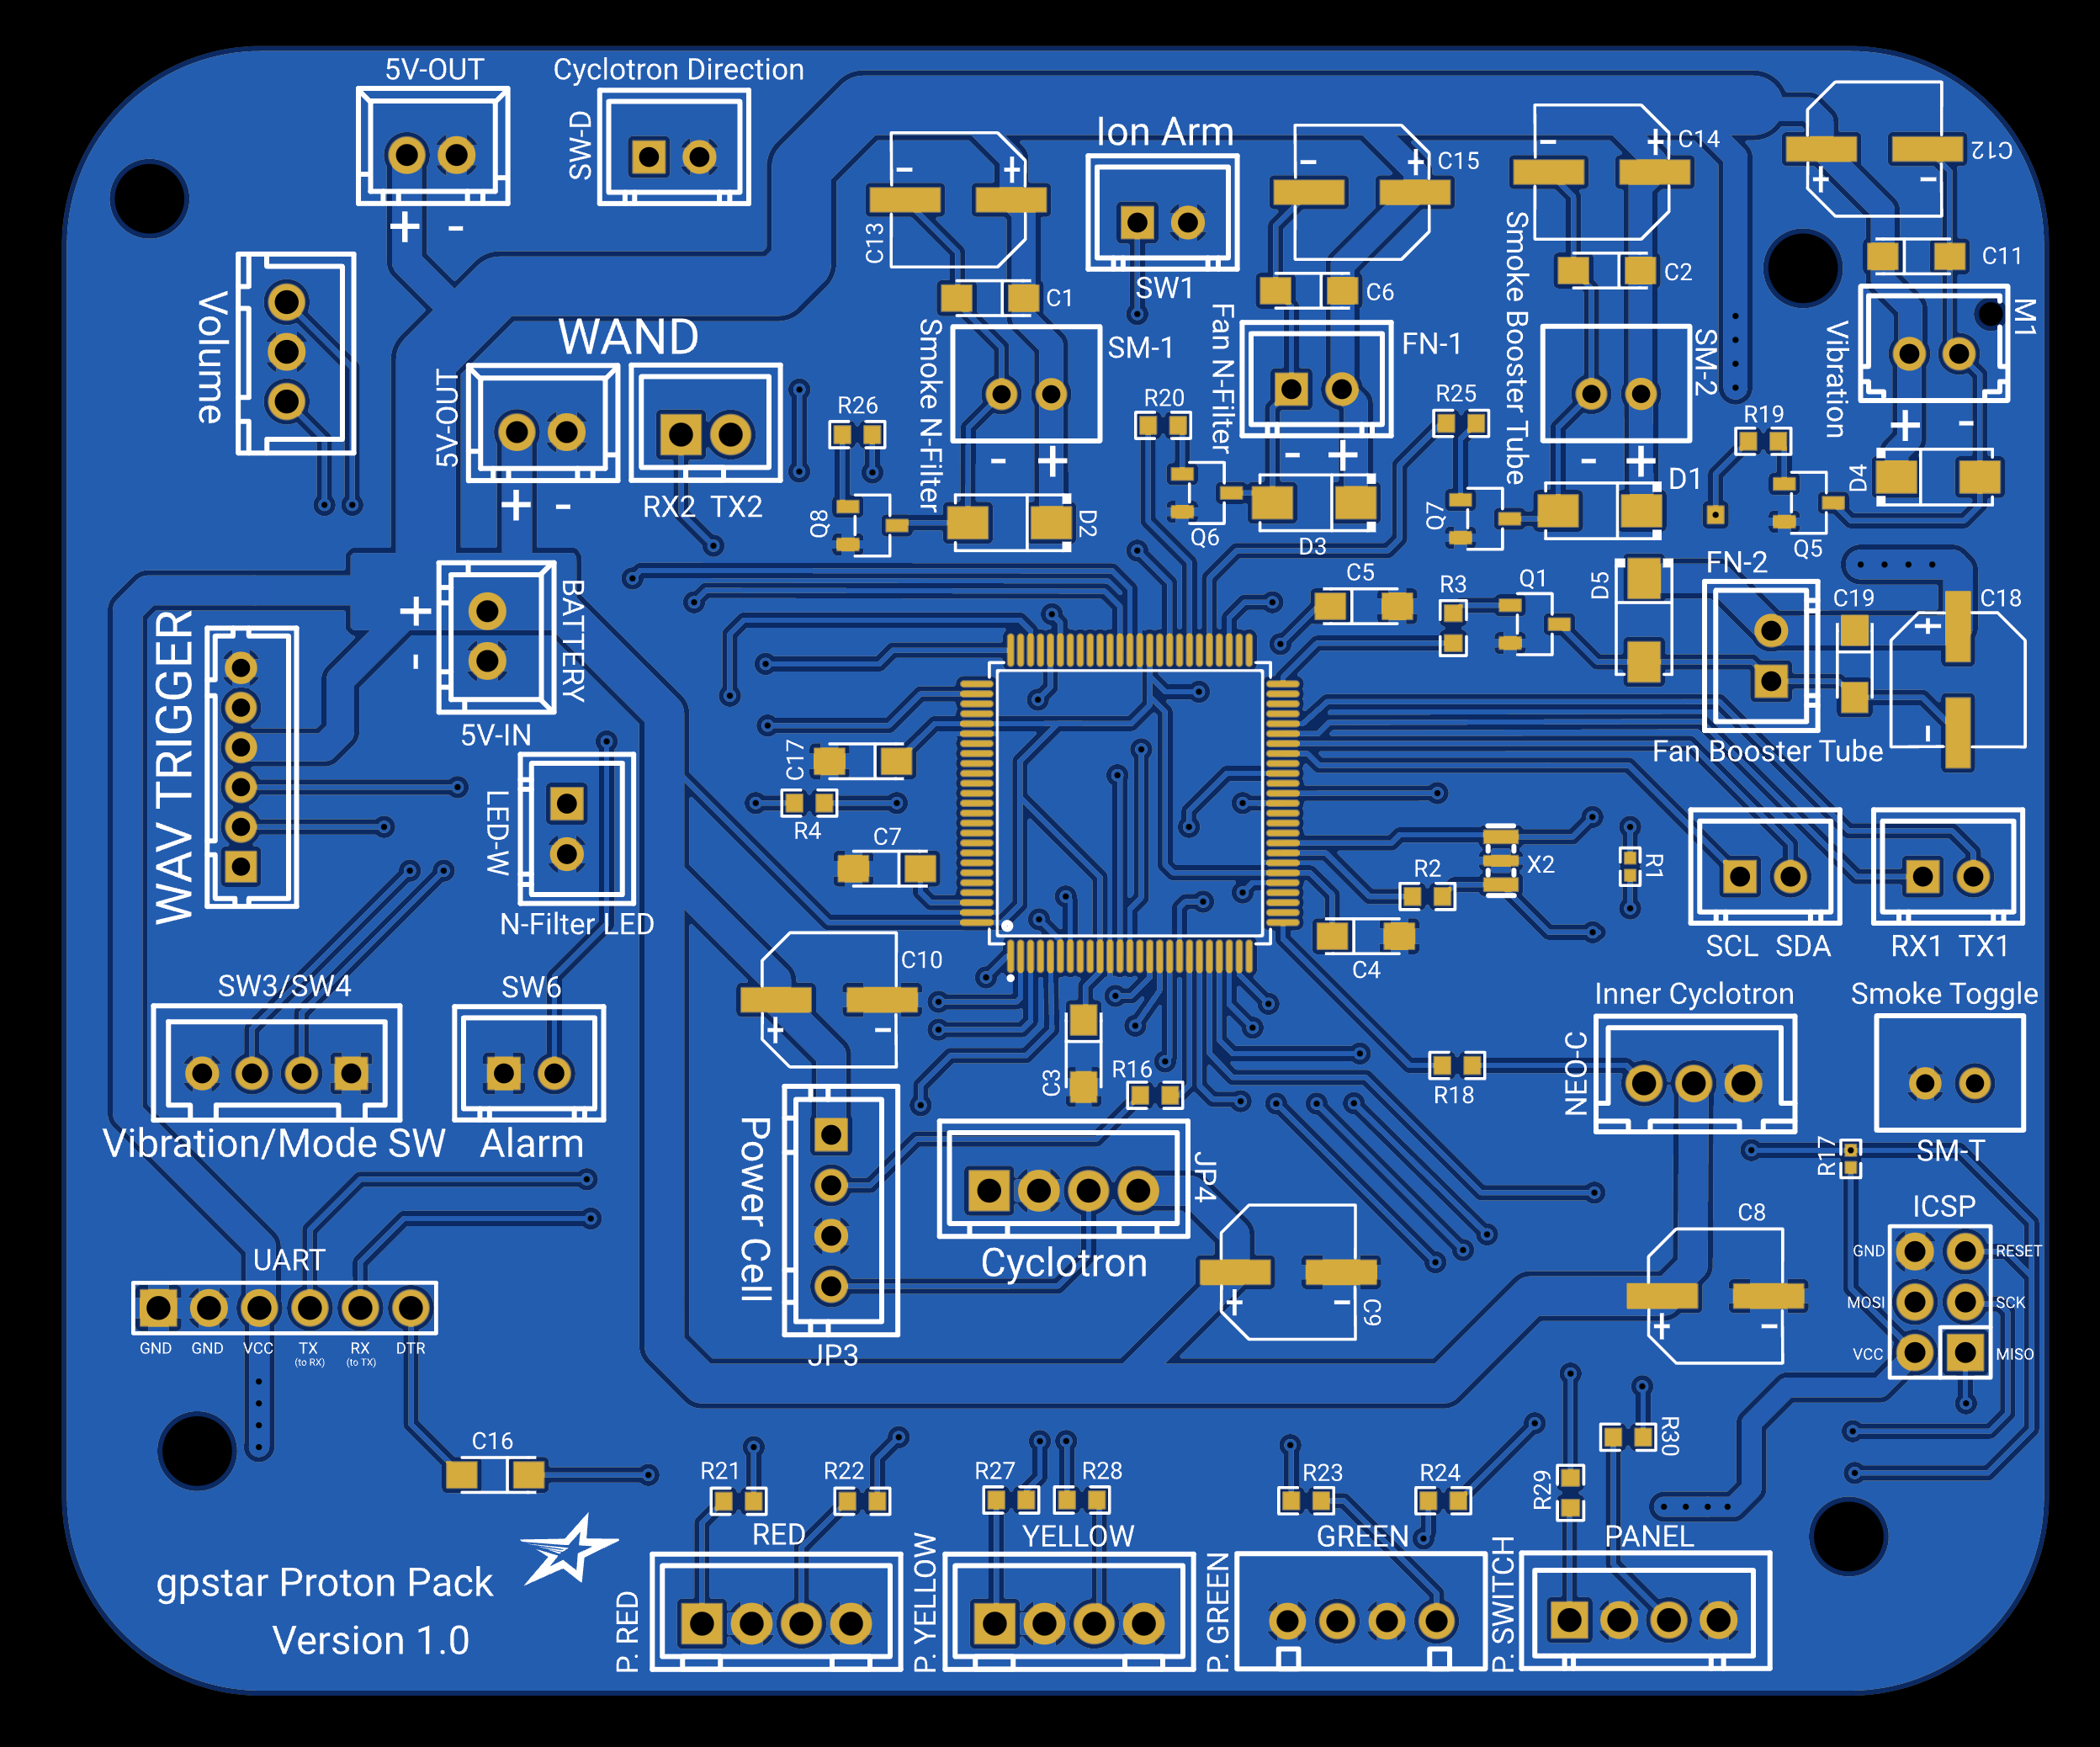 5V-OUT
Cyclotron Direction
SW-D
+ -
Ion Arm
SW1
- +
C13
C1
- +
C15
C6
- +
C14
C2
+ -
C12
C11
M1
Vibration
+ -
D4
Volume
WAND
5V-OUT
+ -
RX2 TX2
R26
Q8
Smoke N-Filter
SM-1
- +
D2
R20
Q6
Fan N-Filter
FN-1
- +
D3
R25
Q7
Smoke Booster Tube
SM-2
- +
D1
R19
Q5
BATTERY
+
-
5V-IN
WAV TRIGGER
C5
R3
Q1
D5
FN-2
C19
C18
+
-
Fan Booster Tube
LED-W
N-Filter LED
C17
R4
C7
R2
X2
R1
C4
SCL SDA
RX1 TX1
SW3/SW4
Vibration/Mode SW
SW6
Alarm
C10
+ -
C3
R16
R18
Inner Cyclotron
NEO-C
Smoke Toggle
SM-T
R17
Power Cell
JP3
JP4
Cyclotron
C9
+ -
C8
+ -
ICSP
GND
RESET
MOSI
SCK
VCC
MISO
UART
GND GND VCC TX RX DTR
(to RX) (to TX)
C16
R21
R22
R27
R28
R23
R24
R29
R30
RED
P. RED
YELLOW
P. YELLOW
GREEN
P. GREEN
PANEL
P. SWITCH
gpstar Proton Pack
Version 1.0